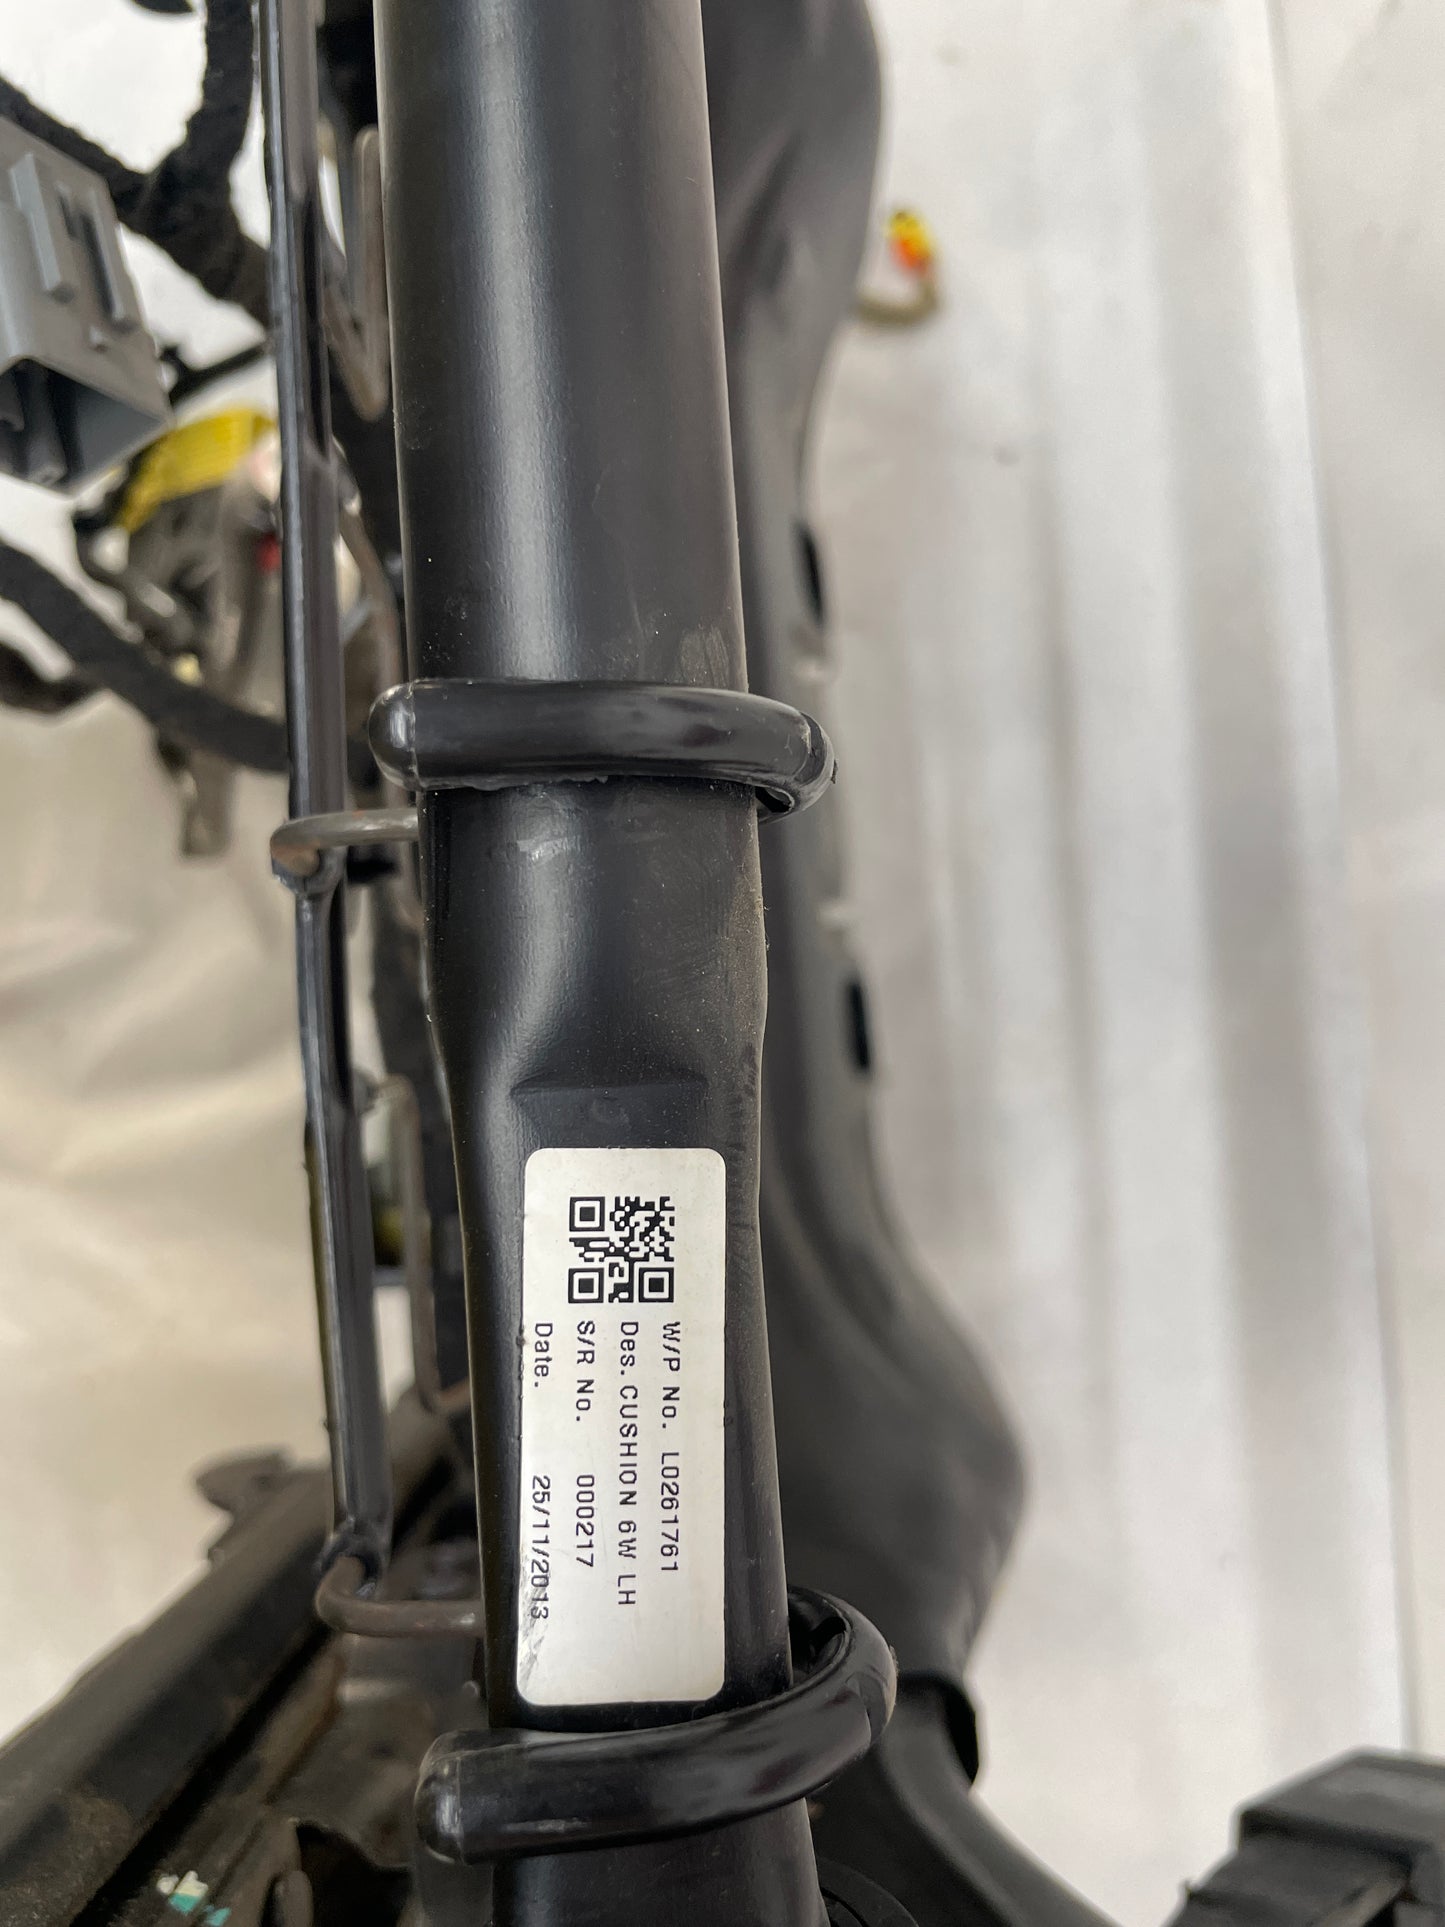 W/P No. L0261761
Des. CUSHION 6W LH
S/R No. 000217
Date. 25/11/2013